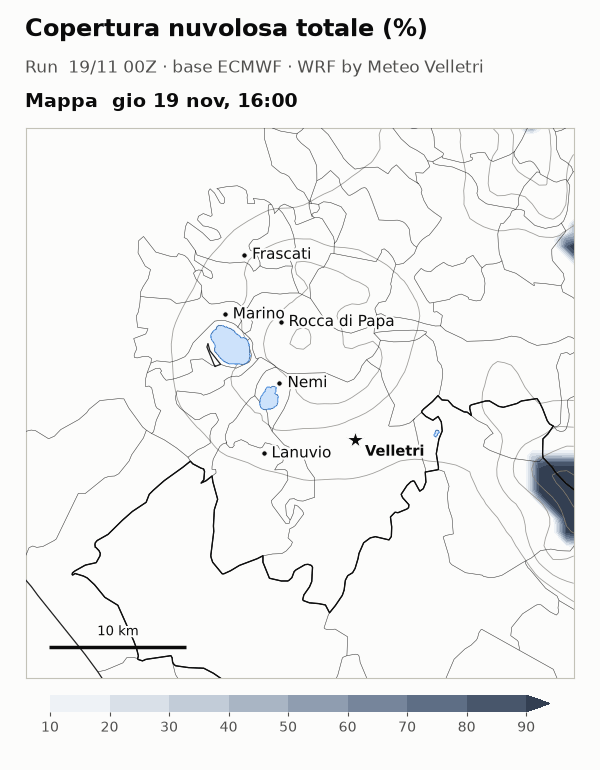 Copertura nuvolosa totale (%)
Run  19/11 00Z · base ECMWF · WRF by Meteo Velletri
Mappa  gio 19 nov, 16:00
Frascati
Marino
Rocca di Papa
Nemi
Velletri
Lanuvio
10 km
10 20 30 40 50 60 70 80 90